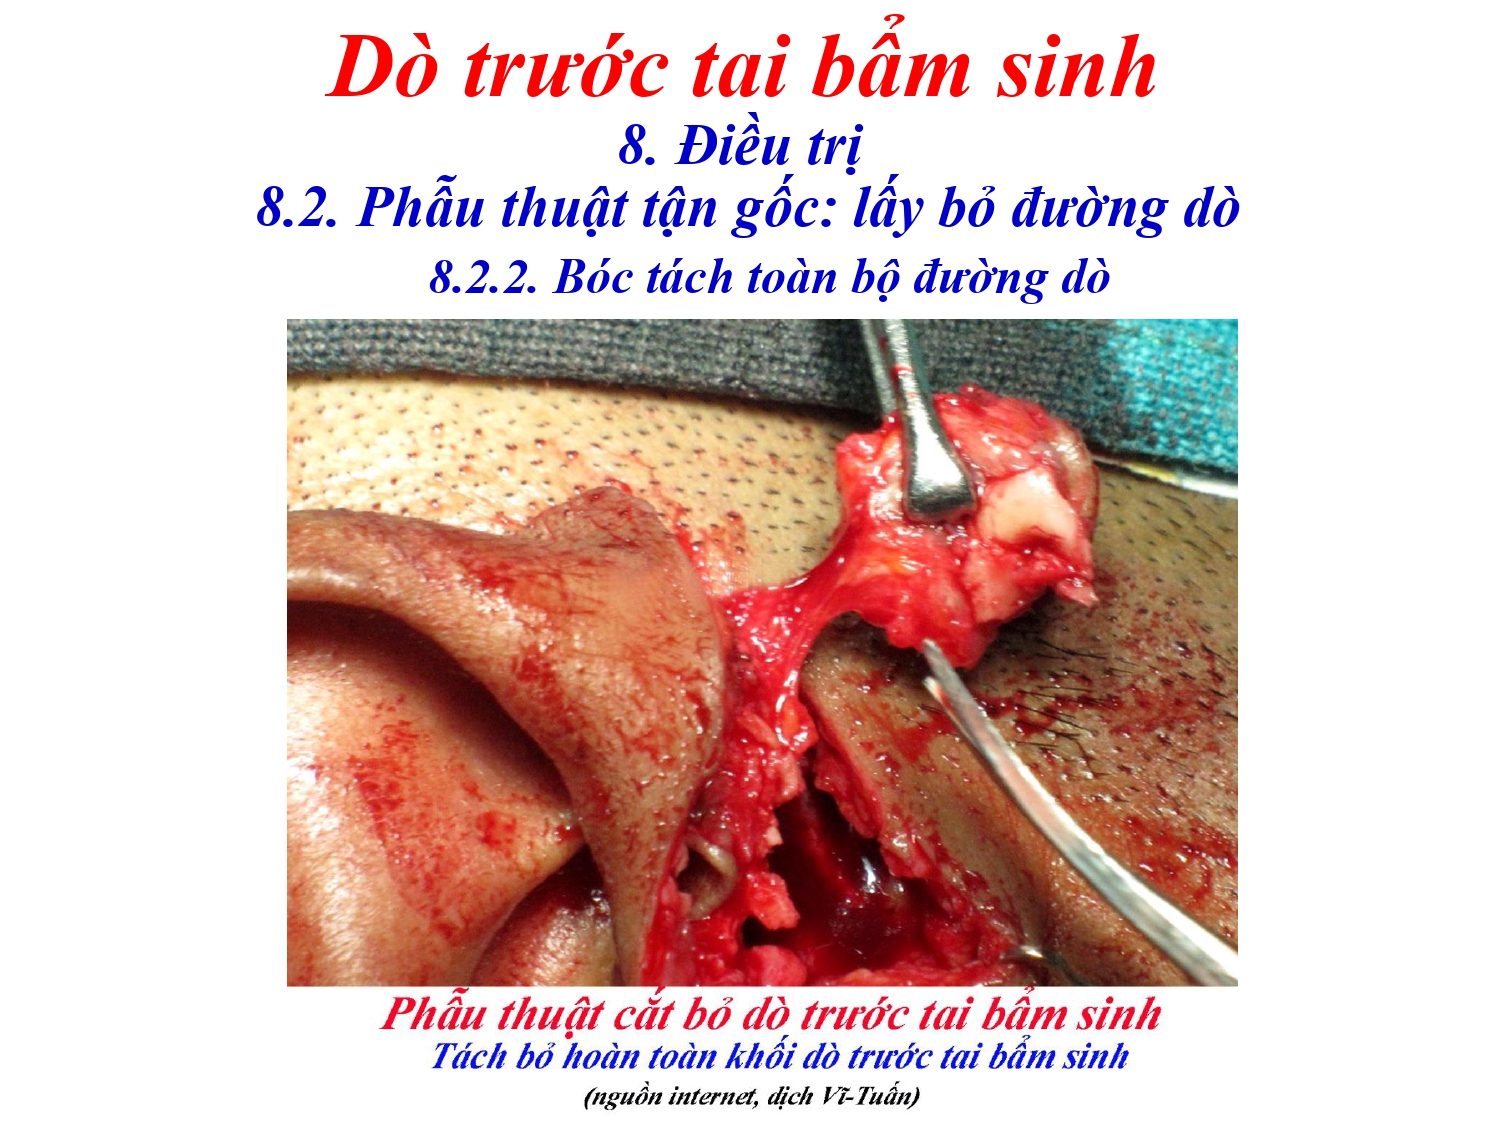 Dò trước tai bẩm sinh
8. Điều trị
8.2. Phẫu thuật tận gốc: lấy bỏ đường dò
8.2.2. Bóc tách toàn bộ đường dò
Phẫu thuật cắt bỏ dò trước tai bẩm sinh
Tách bỏ hoàn toàn khối dò trước tai bẩm sinh
(nguồn internet, dịch Vĩ-Tuấn)